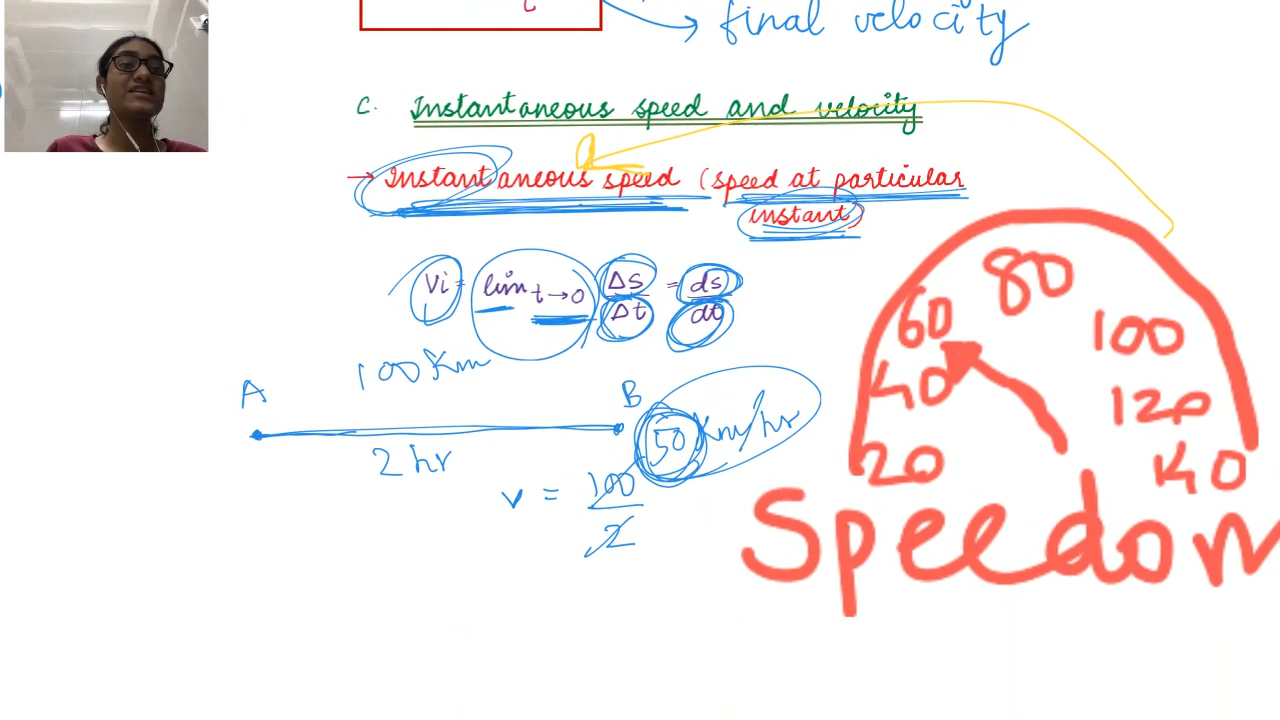 t
final velocity
C. Instantaneous speed and velocity
→ Instantaneous speed (speed at particular
instant)
Vi = lim t→0 Δs/Δt = ds/dt
100 Km
A B
2 hr
50 Km/hr
v = 100/2
80
60 100
40 120
20 140
Speedom